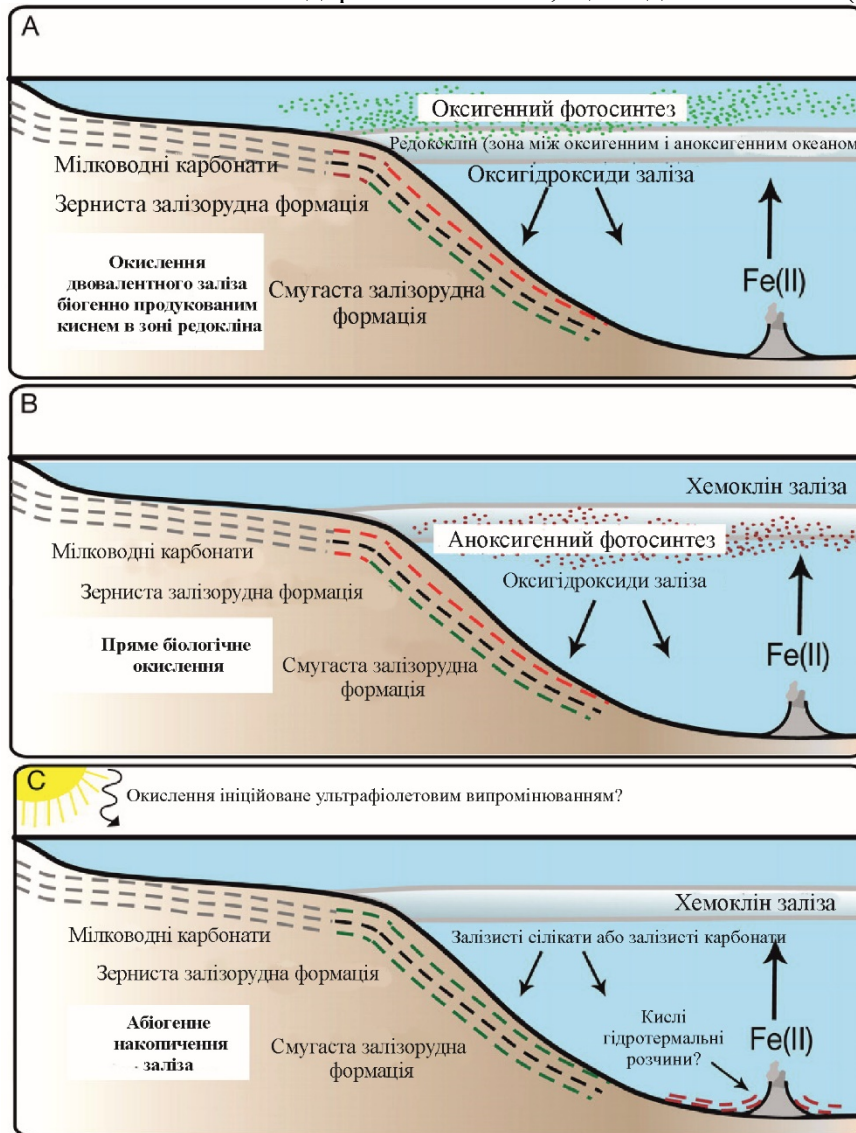 A
Оксигенний фотосинтез
Редоксклін (зона між оксигенним і аноксигенним океаном
Мілководні карбонати
Оксигідроксиди заліза
Зерниста залізорудна формація
Окислення
двовалентного заліза
біогенно продукованим
киснем в зоні редокліна
Смугаста залізорудна
формація
Fe(II)
B
Хемоклін заліза
Аноксигенний фотосинтез
Мілководні карбонати
Оксигідроксиди заліза
Зерниста залізорудна формація
Пряме біологічне
окислення
Смугаста залізорудна
формація
Fe(II)
C
Окислення ініційоване ультрафіолетовим випромінюванням?
Хемоклін заліза
Мілководні карбонати
Залізисті сілікати або залізисті карбонати
Зерниста залізорудна формація
Абіогенне
накопичення
заліза
Смугаста залізорудна
формація
Кислі
гідротермальні
розчини?
Fe(II)